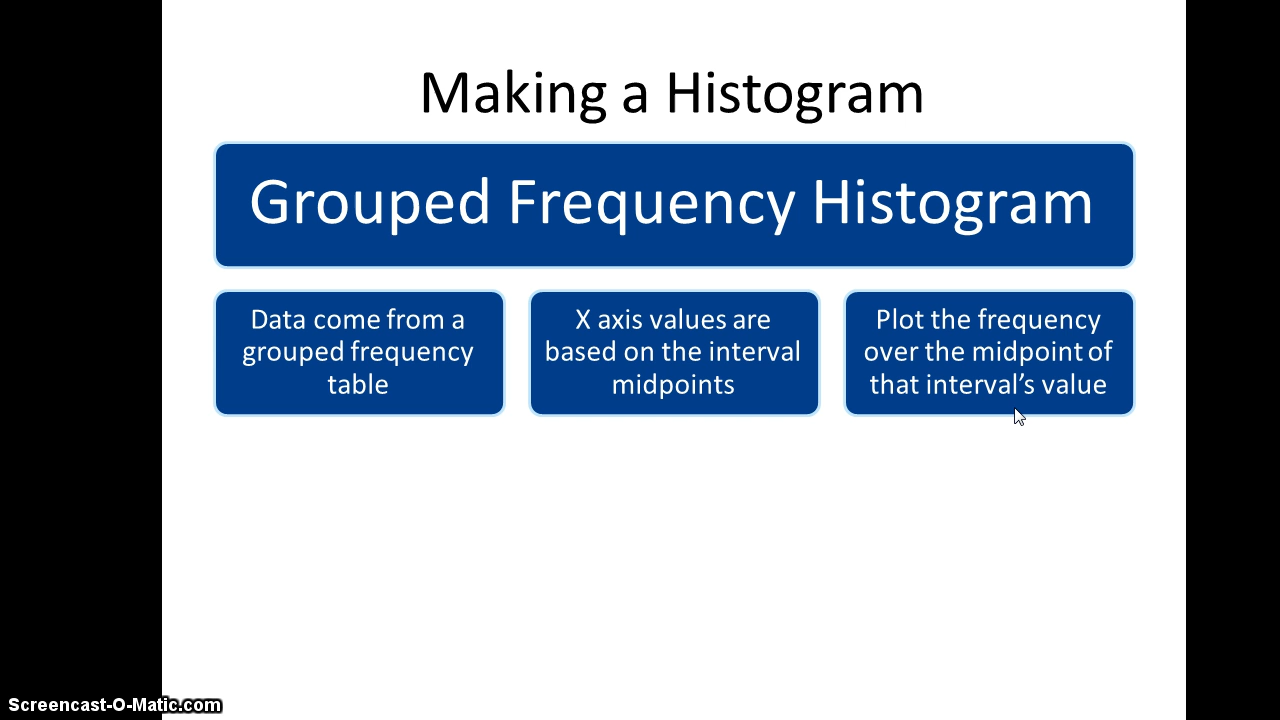 Making a Histogram
Grouped Frequency Histogram
Data come from a
grouped frequency
table
X axis values are
based on the interval
midpoints
Plot the frequency
over the midpoint of
that interval’s value
Screencast-O-Matic.com